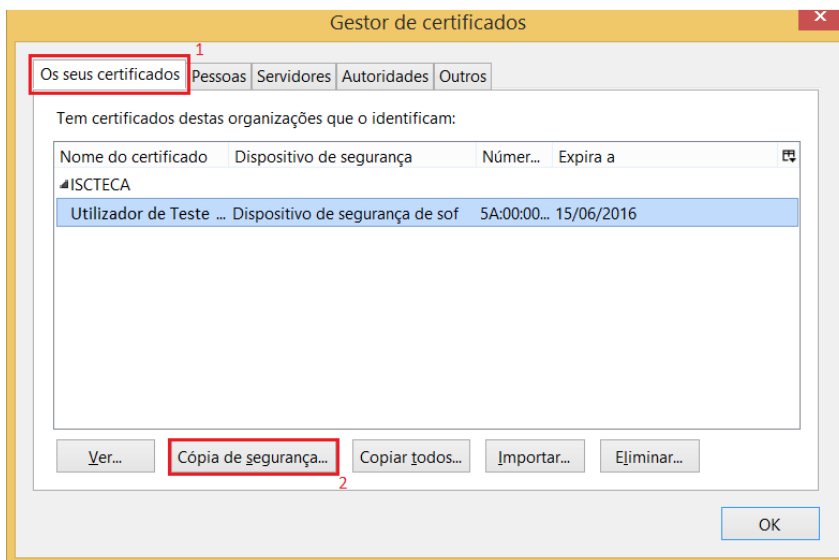 Gestor de certificados
1
Os seus certificados Pessoas Servidores Autoridades Outros
Tem certificados destas organizações que o identificam:
Nome do certificado Dispositivo de segurança Númer... Expira a
ISCTECA
Utilizador de Teste ... Dispositivo de segurança de sof 5A:00:00... 15/06/2016
Ver... Cópia de segurança... Copiar todos... Importar... Eliminar...
2
OK